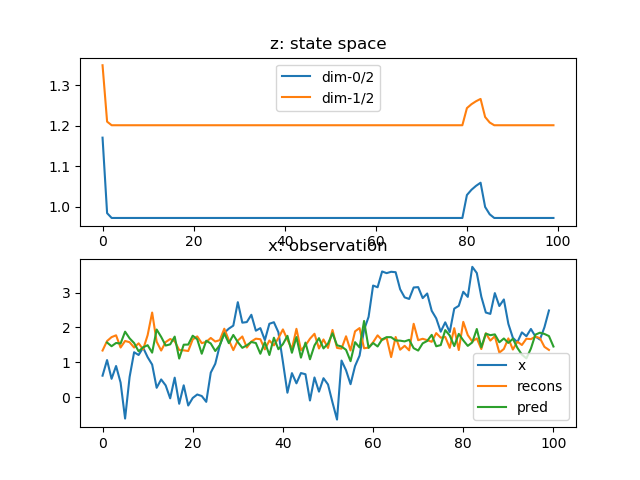 z: state space
1.3
1.2
1.1
1.0
dim-0/2
dim-1/2
0 20 40 60 80 100
x: observation
3
2
1
0
x
recons
pred
0 20 40 60 80 100